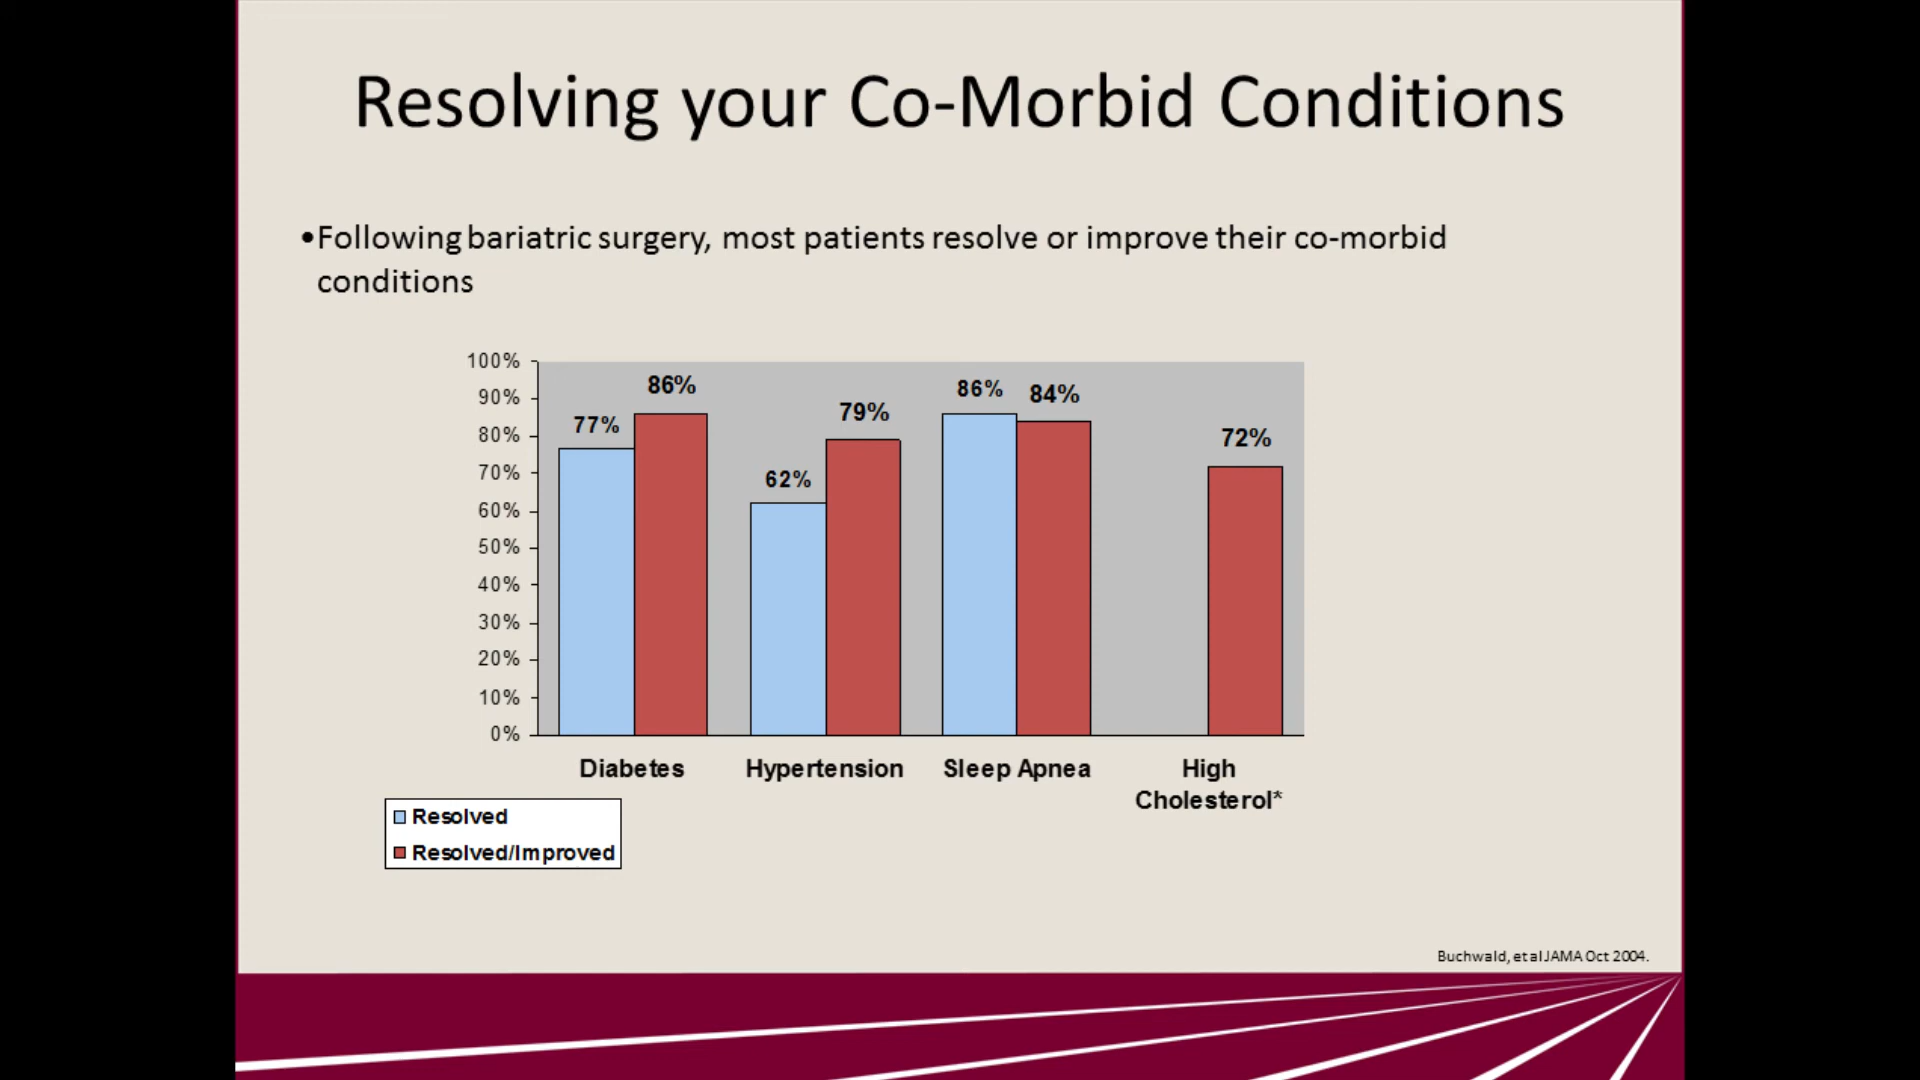 Resolving your Co-Morbid Conditions
•Following bariatric surgery, most patients resolve or improve their co-morbid
conditions
100%
90%
80%
70%
60%
50%
40%
30%
20%
10%
0%
77%
86%
62%
79%
86%
84%
72%
Diabetes
Hypertension
Sleep Apnea
High
Cholesterol*
Resolved
Resolved/Improved
Buchwald, et al JAMA Oct 2004.